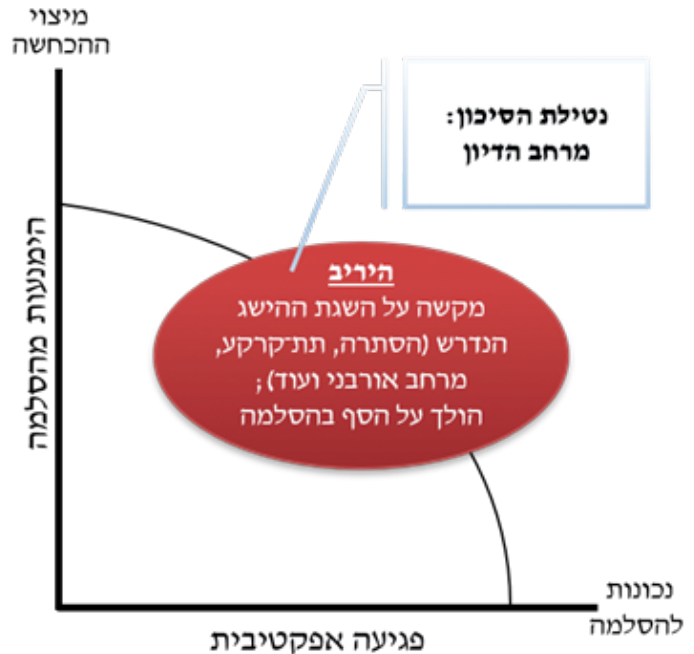 מיצוי
ההכחשה
נטילת הסיכון:
מרחב הדיון
הימנעות מהסלמה
היריב
מקשה על השגת ההישג
הנדרש (הסתרה, תת־קרקע,
מרחב אורבני ועוד);
הולך על הסף בהסלמה
נכונות
להסלמה
פגיעה אפקטיבית